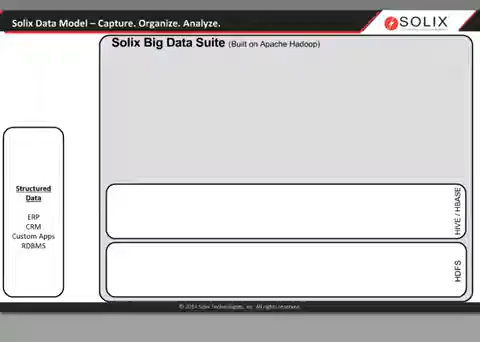 Solix Data Model – Capture. Organize. Analyze.
SOLIX
Solix Big Data Suite (Built on Apache Hadoop)
Structured
Data
ERP
CRM
Custom Apps
RDBMS
HIVE / HBASE
HDFS
© 2014 Solix Technologies, Inc. All rights reserved.